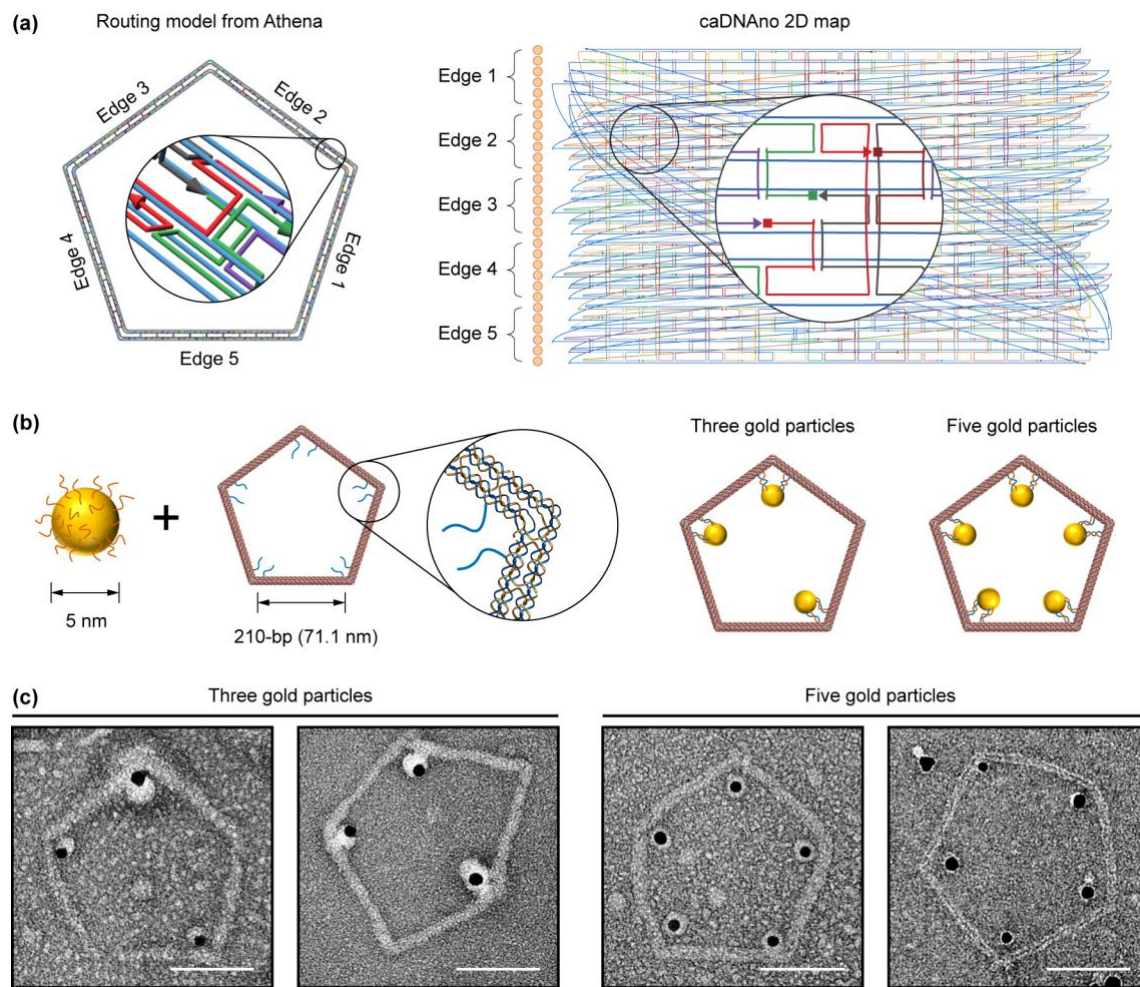 (a)
Routing model from Athena
caDNAno 2D map
Edge 3
Edge 2
Edge 4
Edge 1
Edge 5
Edge 1
Edge 2
Edge 3
Edge 4
Edge 5
(b)
5 nm
+
210-bp (71.1 nm)
Three gold particles
Five gold particles
(c)
Three gold particles
Five gold particles